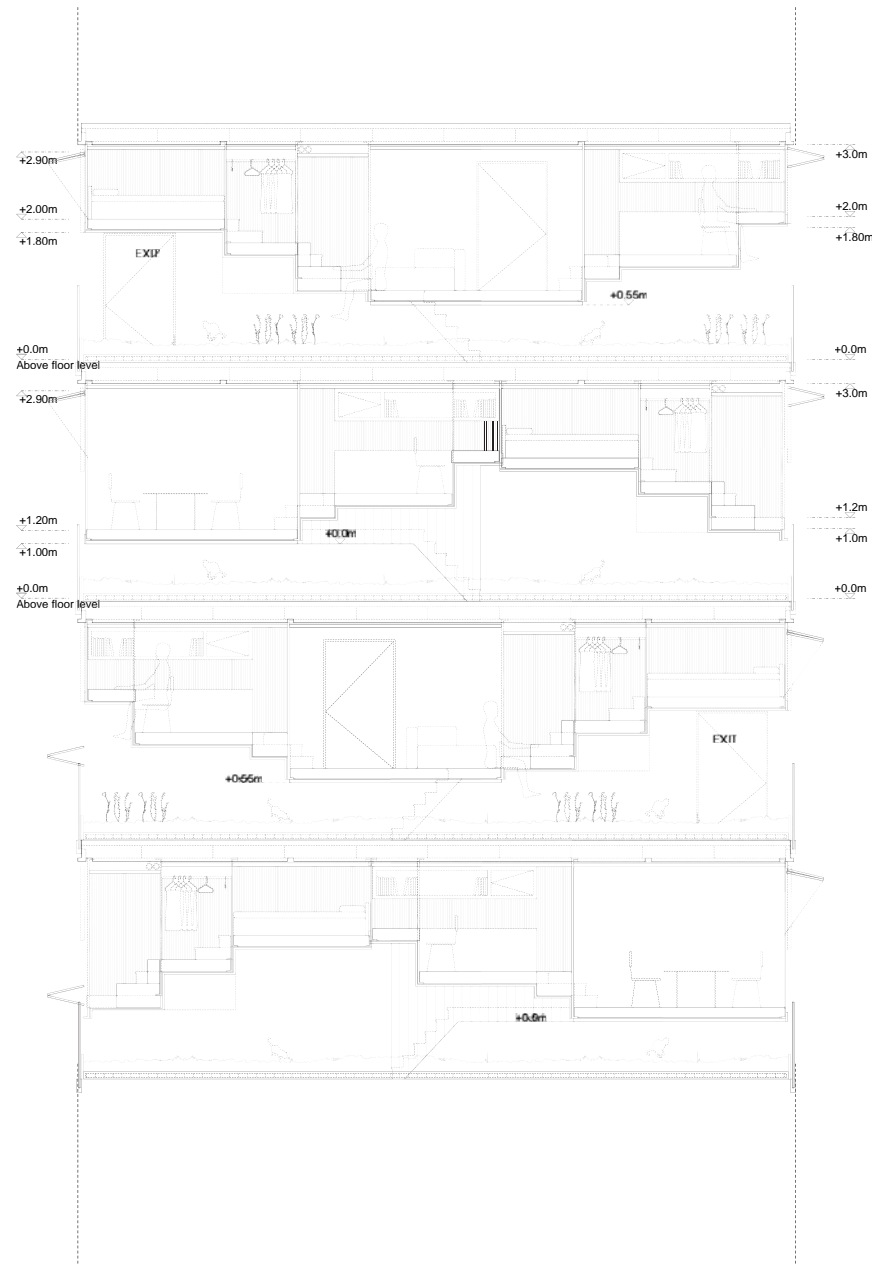 +2.90m
+3.0m
+2.00m
+2.0m
+1.80m
+1.80m
EXIT
+0.55m
+0.0m
+0.0m
Above floor level
+2.90m
+3.0m
+1.20m
+1.2m
+0.0m
+1.00m
+1.0m
+0.0m
+0.0m
Above floor level
EXIT
+0.55m